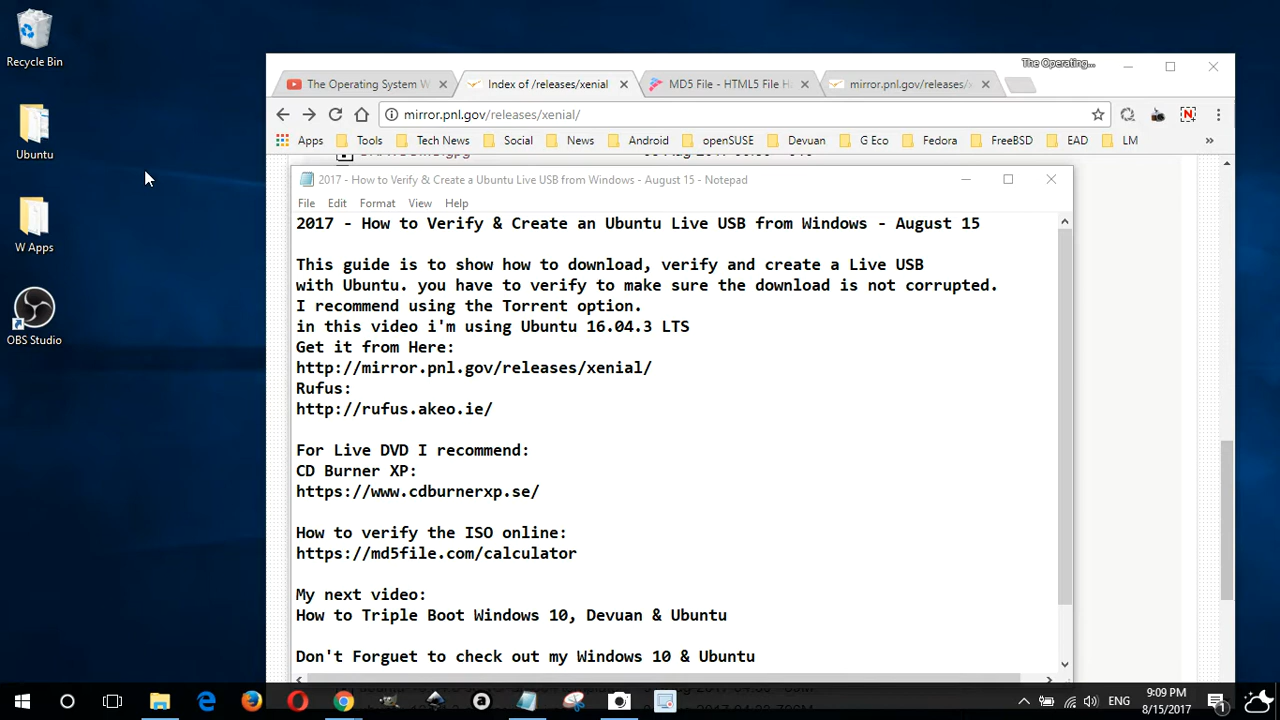 Recycle Bin
Ubuntu
W Apps
OBS Studio
The Operating...
The Operating System W
Index of /releases/xenial/
MD5 File - HTML5 File H
mirror.pnl.gov/releases/x
mirror.pnl.gov/releases/xenial/
Apps Tools Tech News Social News Android openSUSE Devuan G Eco Fedora FreeBSD EAD LM »
2017 - How to Verify & Create a Ubuntu Live USB from Windows - August 15 - Notepad
File Edit Format View Help
2017 - How to Verify & Create an Ubuntu Live USB from Windows - August 15
This guide is to show how to download, verify and create a Live USB
with Ubuntu. you have to verify to make sure the download is not corrupted.
I recommend using the Torrent option.
in this video i'm using Ubuntu 16.04.3 LTS
Get it from Here:
http://mirror.pnl.gov/releases/xenial/
Rufus:
http://rufus.akeo.ie/
For Live DVD I recommend:
CD Burner XP:
https://www.cdburnerxp.se/
How to verify the ISO online:
https://md5file.com/calculator
My next video:
How to Triple Boot Windows 10, Devuan & Ubuntu
Don't Forguet to check out my Windows 10 & Ubuntu
ENG
9:09 PM
8/15/2017